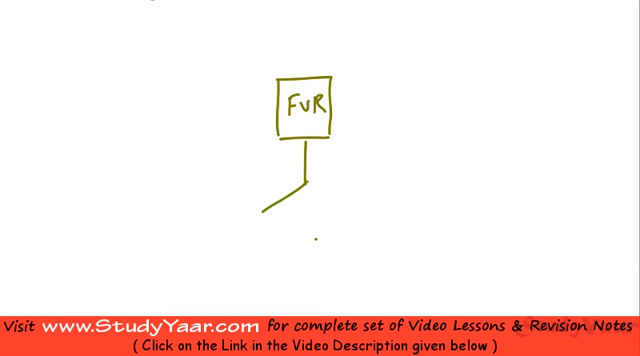 FVR
Visit www.StudyYaar.com for complete set of Video Lessons & Revision Notes
( Click on the Link in the Video Description given below )